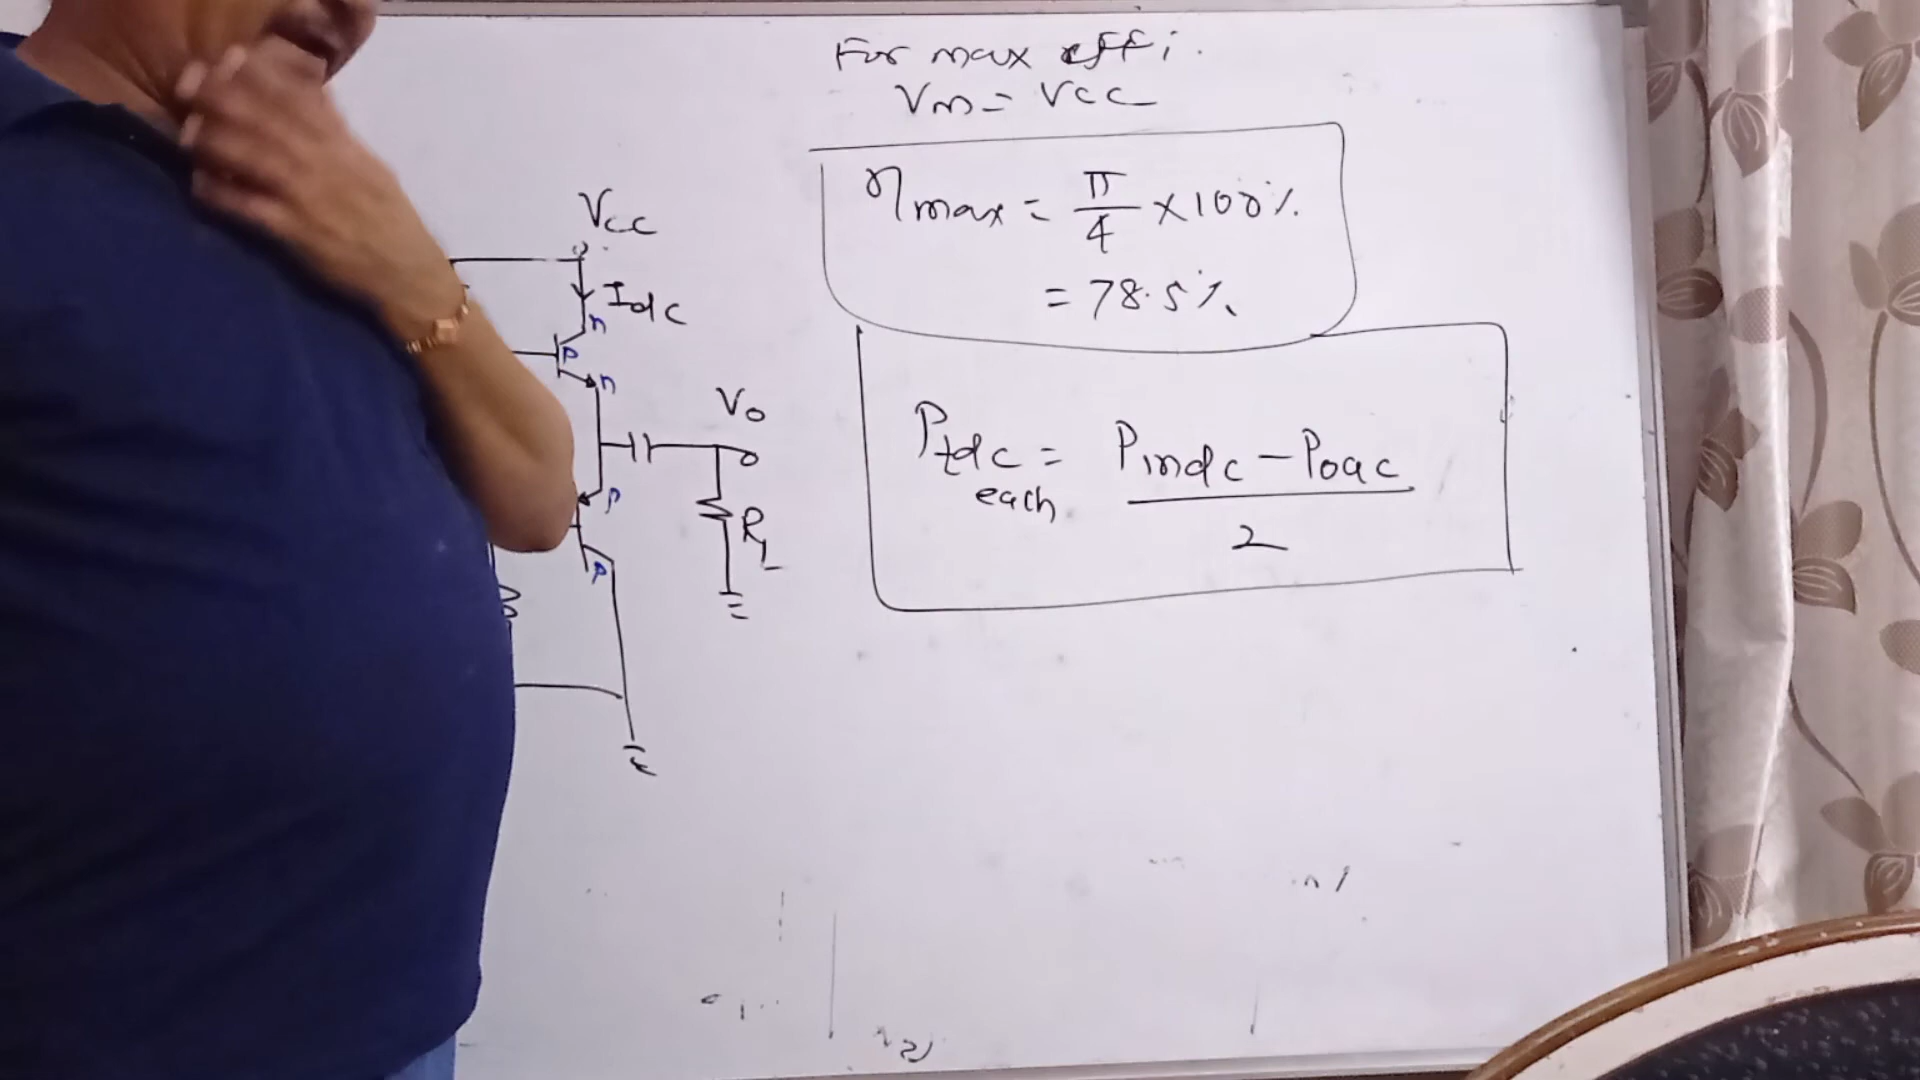 For max effi.
Vm = Vcc
ηmax = π/4 × 100%
= 78.5%
Vcc
Idc
n
P
n
Vo
P
RL
P
Ptdc each = Pindc - Poac / 2